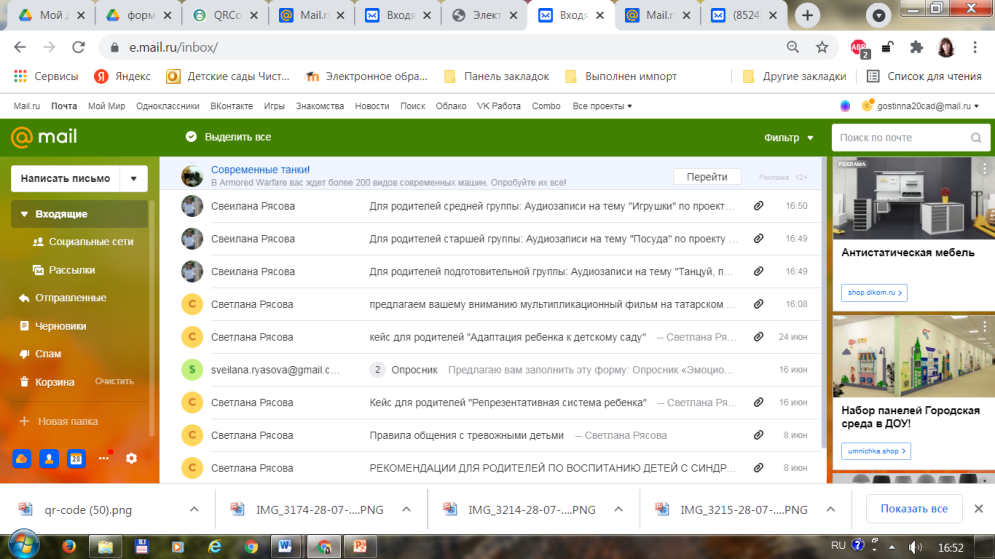 Мой д
форм
QRCo
Mail.ru
Входя
Элект
Входя
Mail.ru
(8524)
e.mail.ru/inbox/
ABP
2
Сервисы
Яндекс
Детские сады Чист...
Электронное обра...
Панель закладок
Выполнен импорт
Другие закладки
Список для чтения
Mail.ru Почта Мой Мир Одноклассники ВКонтакте Игры Знакомства Новости Поиск Облако VK Работа Combo Все проекты
gostinna20cad@mail.ru
@mail
Выделить все
Фильтр
Поиск по почте
Написать письмо
Входящие
Социальные сети
Рассылки
Отправленные
Черновики
Спам
Корзина Очистить
Новая папка
28
Современные танки!
В Armored Warfare вас ждет более 200 видов современных машин. Опробуйте их все!
Перейти
Реклама 12+
Свеилана Рясова Для родителей средней группы: Аудиозаписи на тему "Игрушки" по проект... 16:50
Свеилана Рясова Для родителей старшей группы: Аудиозаписи на тему "Посуда" по проекту ... 16:49
Свеилана Рясова Для родителей подготовительной группы: Аудиозаписи на тему "Танцуй, п... 16:49
С Светлана Рясова предлагаем вашему вниманию мультипликационный фильм на татарском ... 16:08
С Светлана Рясова кейс для родителей "Адаптация ребенка к детскому саду" -- Светлана Ря... 24 июн
S sveilana.ryasova@gmail.c... 2 Опросник Предлагаю вам заполнить эту форму: Опросник «Эмоцио... 16 июн
С Светлана Рясова Кейс для родителей "Репрезентативная система ребенка" -- Светлана Ря... 16 июн
С Светлана Рясова Правила общения с тревожными детьми -- Светлана Рясова 8 июн
С Светлана Рясова РЕКОМЕНДАЦИИ ДЛЯ РОДИТЕЛЕЙ ПО ВОСПИТАНИЮ ДЕТЕЙ С СИНДР... 8 июн
РЕКЛАМА
Антистатическая мебель
shop.dikom.ru >
Набор панелей Городская
среда в ДОУ!
umnichka.shop >
qr-code (50).png
IMG_3174-28-07-....PNG
IMG_3214-28-07-....PNG
IMG_3215-28-07-....PNG
Показать все
RU
16:52